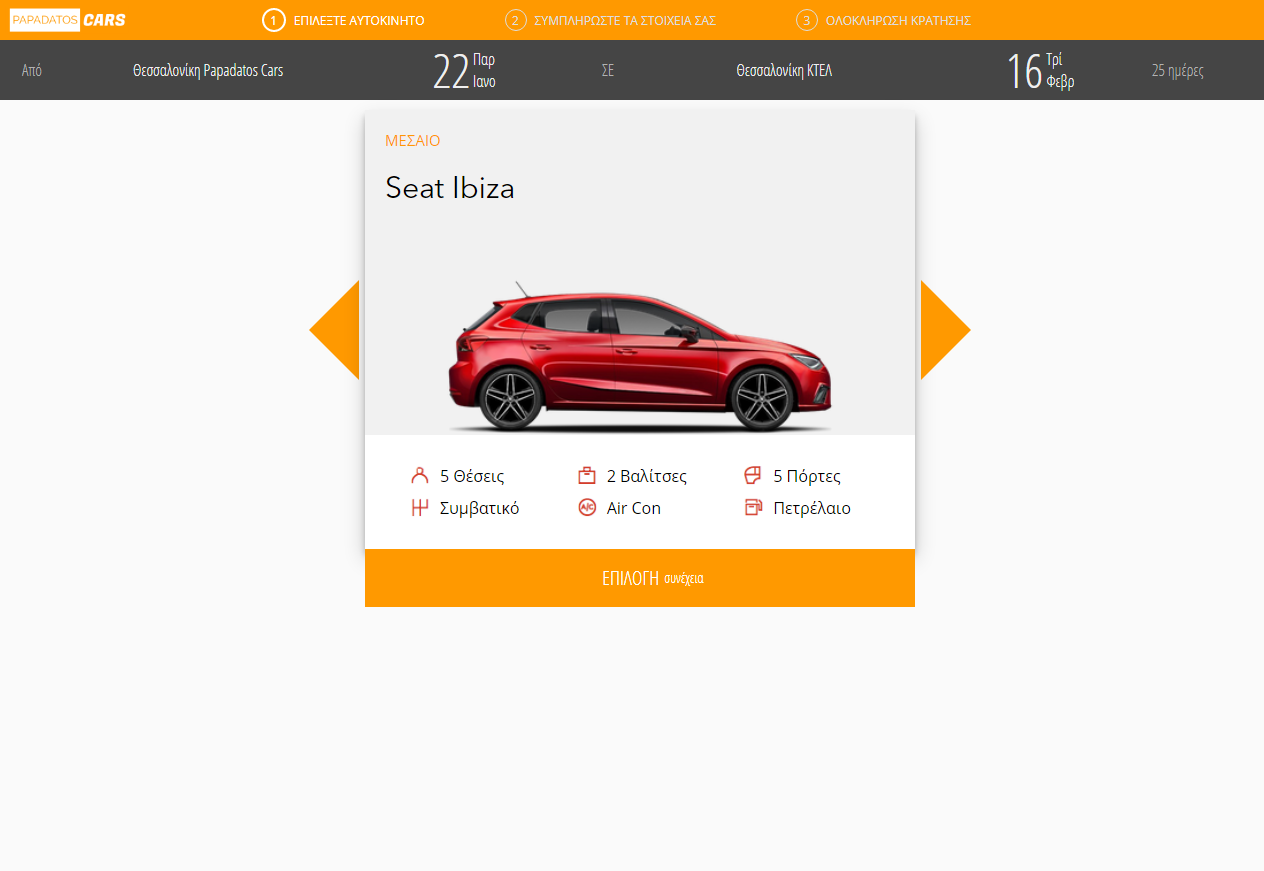 PAPADATOS CARS
1 ΕΠΙΛΕΞΤΕ ΑΥΤΟΚΙΝΗΤΟ
2 ΣΥΜΠΛΗΡΩΣΤΕ ΤΑ ΣΤΟΙΧΕΙΑ ΣΑΣ
3 ΟΛΟΚΛΗΡΩΣΗ ΚΡΑΤΗΣΗΣ
Από
Θεσσαλονίκη Papadatos Cars
22 Παρ
Ιανο
ΣΕ
Θεσσαλονίκη ΚΤΕΛ
16 Τρί
Φεβρ
25 ημέρες
ΜΕΣΑΙΟ
Seat Ibiza
5 Θέσεις
2 Βαλίτσες
5 Πόρτες
Συμβατικό
A/C Air Con
Πετρέλαιο
ΕΠΙΛΟΓΗ συνέχεια